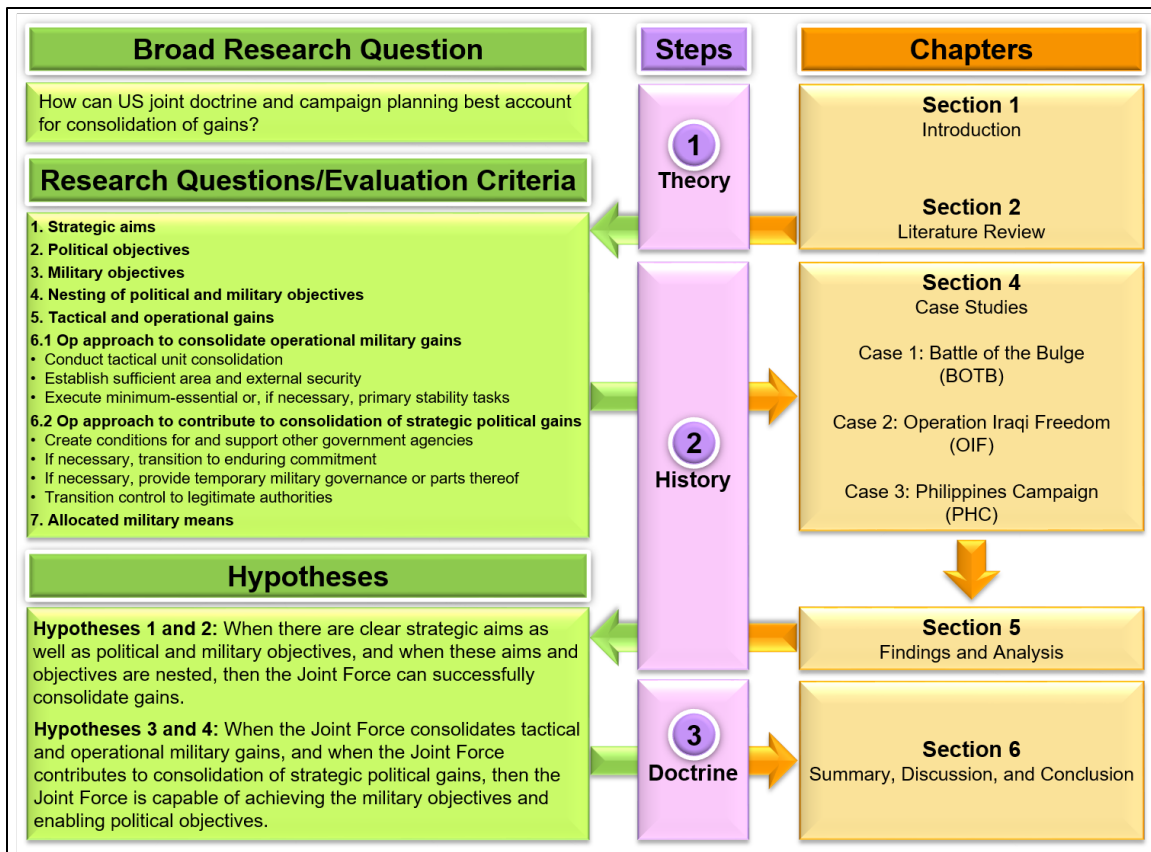 Broad Research Question
How can US joint doctrine and campaign planning best account
for consolidation of gains?
Research Questions/Evaluation Criteria
1. Strategic aims
2. Political objectives
3. Military objectives
4. Nesting of political and military objectives
5. Tactical and operational gains
6.1 Op approach to consolidate operational military gains
• Conduct tactical unit consolidation
• Establish sufficient area and external security
• Execute minimum-essential or, if necessary, primary stability tasks
6.2 Op approach to contribute to consolidation of strategic political gains
• Create conditions for and support other government agencies
• If necessary, transition to enduring commitment
• If necessary, provide temporary military governance or parts thereof
• Transition control to legitimate authorities
7. Allocated military means
Hypotheses
Hypotheses 1 and 2: When there are clear strategic aims as
well as political and military objectives, and when these aims and
objectives are nested, then the Joint Force can successfully
consolidate gains.
Hypotheses 3 and 4: When the Joint Force consolidates tactical
and operational military gains, and when the Joint Force
contributes to consolidation of strategic political gains, then the
Joint Force is capable of achieving the military objectives and
enabling political objectives.
Steps
1
Theory
2
History
3
Doctrine
Chapters
Section 1
Introduction
Section 2
Literature Review
Section 4
Case Studies
Case 1: Battle of the Bulge
(BOTB)
Case 2: Operation Iraqi Freedom
(OIF)
Case 3: Philippines Campaign
(PHC)
Section 5
Findings and Analysis
Section 6
Summary, Discussion, and Conclusion